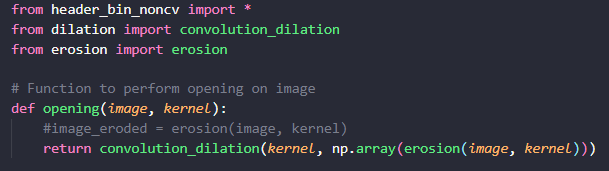 from header_bin_noncv import *
from dilation import convolution_dilation
from erosion import erosion
# Function to perform opening on image
def opening(image, kernel):
#image_eroded = erosion(image, kernel)
return convolution_dilation(kernel, np.array(erosion(image, kernel)))